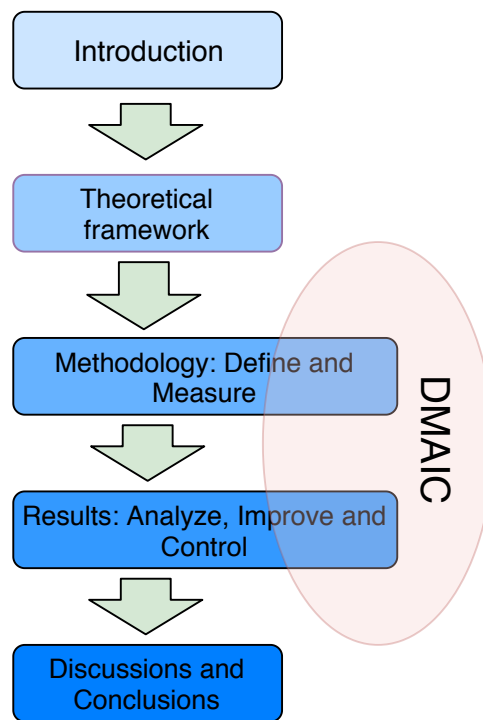 Introduction
Theoretical
framework
Methodology: Define and
Measure
DMAIC
Results: Analyze, Improve and
Control
Discussions and
Conclusions